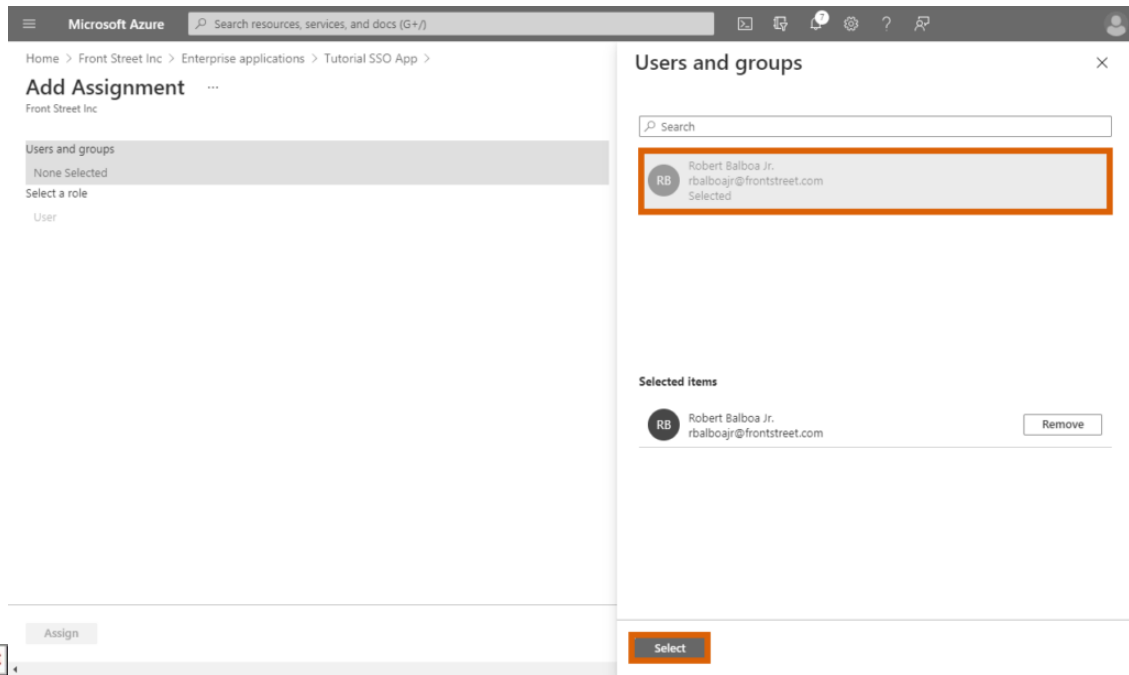 Microsoft Azure
Search resources, services, and docs (G+/)
7
Home > Front Street Inc > Enterprise applications > Tutorial SSO App >
Add Assignment ...
Front Street Inc
Users and groups
None Selected
Select a role
User
Assign
Users and groups
Search
RB
Robert Balboa Jr.
rbalboajr@frontstreet.com
Selected
Selected items
RB
Robert Balboa Jr.
rbalboajr@frontstreet.com
Remove
Select